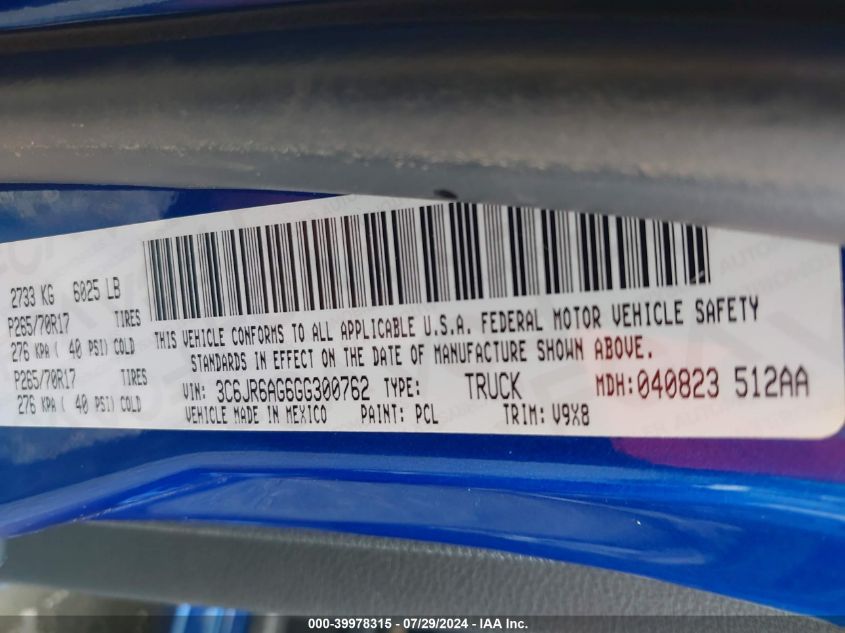 2733 KG 6025 LB
P265/70R17 TIRES
276 KPA ( 40 PSI) COLD
P265/70R17 TIRES
276 KPA ( 40 PSI) COLD
THIS VEHICLE CONFORMS TO ALL APPLICABLE U.S.A. FEDERAL MOTOR VEHICLE SAFETY
STANDARDS IN EFFECT ON THE DATE OF MANUFACTURE SHOWN ABOVE.
VIN: 3C6JR6AG6GG300762 TYPE: TRUCK MDH: 040823 512AA
VEHICLE MADE IN MEXICO PAINT: PCL TRIM: V9X8
000-39978315 - 07/29/2024 - IAA Inc.